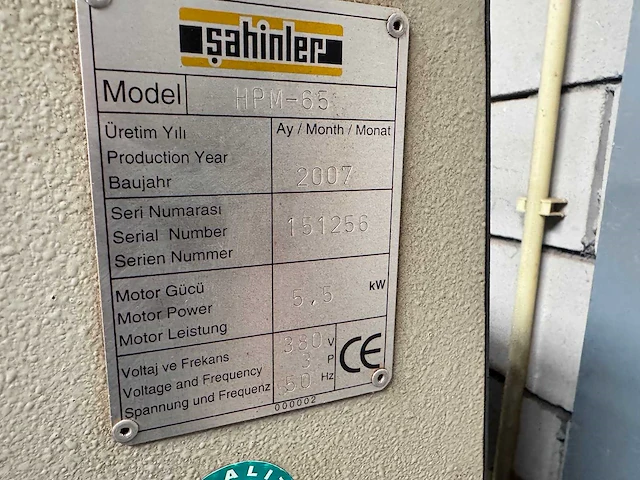 şahinler
Model HPM-65
Üretim Yılı Ay / Month / Monat
Production Year
Baujahr 2007
Seri Numarası
Serial Number 151256
Serien Nummer
Motor Gücü
Motor Power 5,5 kW
Motor Leistung
Voltaj ve Frekans 380 V
Voltage and Frequency 3 P
Spannung und Frequenz 50 Hz
CE
000002